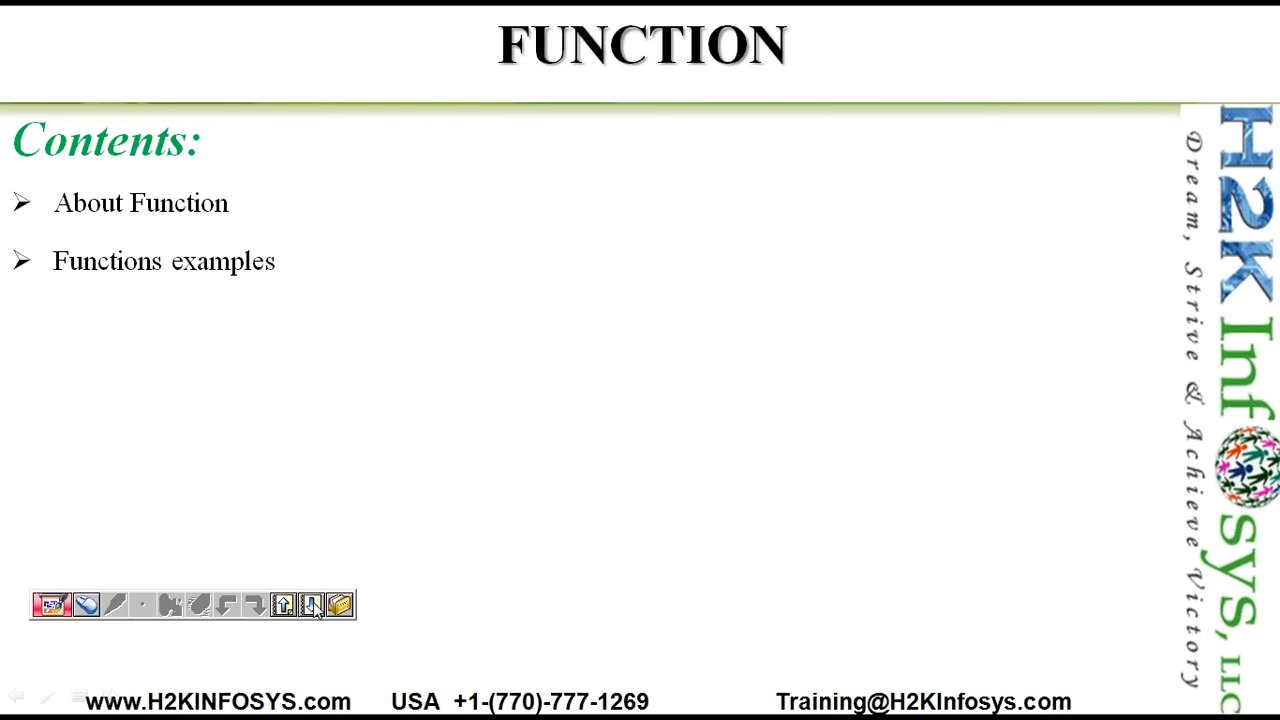 FUNCTION
Contents:
➢ About Function
➢ Functions examples
Dream, Strive & Achieve Victory
H2K Infosys, LLC
www.H2KINFOSYS.com USA +1-(770)-777-1269 Training@H2KInfosys.com